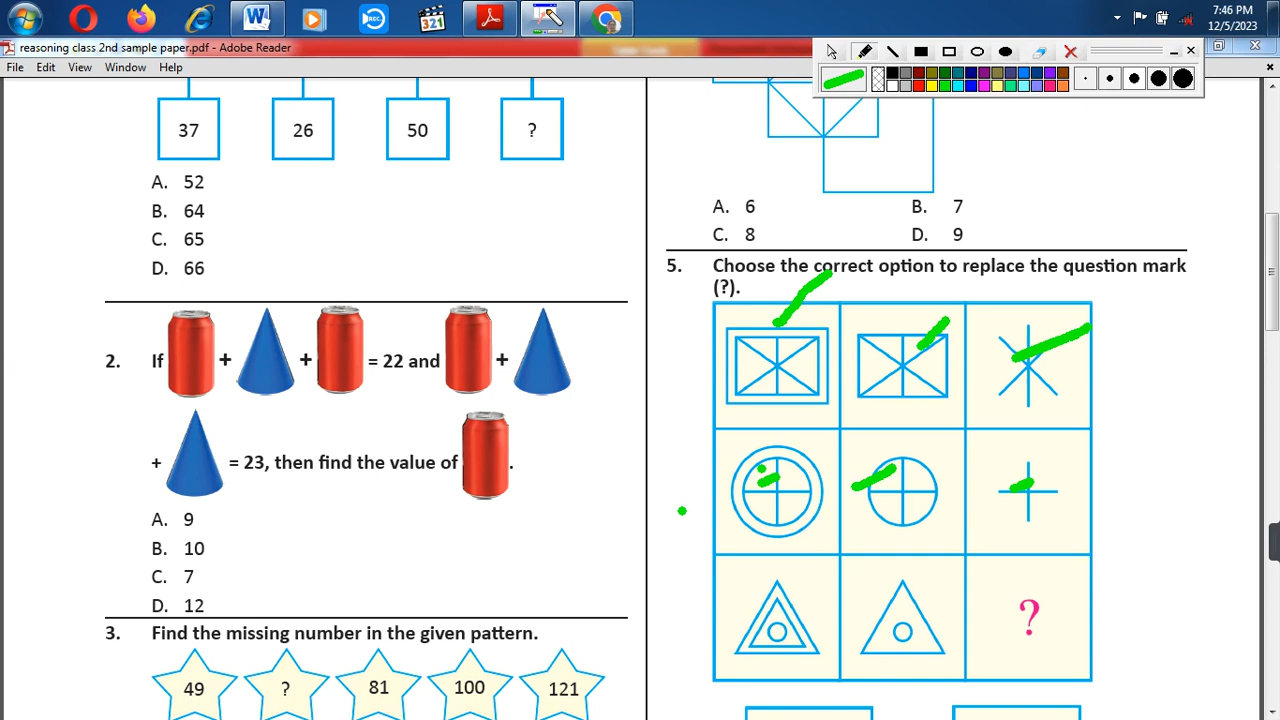 W
REC
321
7:46 PM
12/5/2023
reasoning class 2nd sample paper.pdf - Adobe Reader
File Edit View Window Help
37 26 50 ?
A. 52
B. 64
C. 65
D. 66
2. If + + = 22 and +
+ = 23, then find the value of .
A. 9
B. 10
C. 7
D. 12
3. Find the missing number in the given pattern.
49 ? 81 100 121
A. 6 B. 7
C. 8 D. 9
5. Choose the correct option to replace the question mark
(?).
?